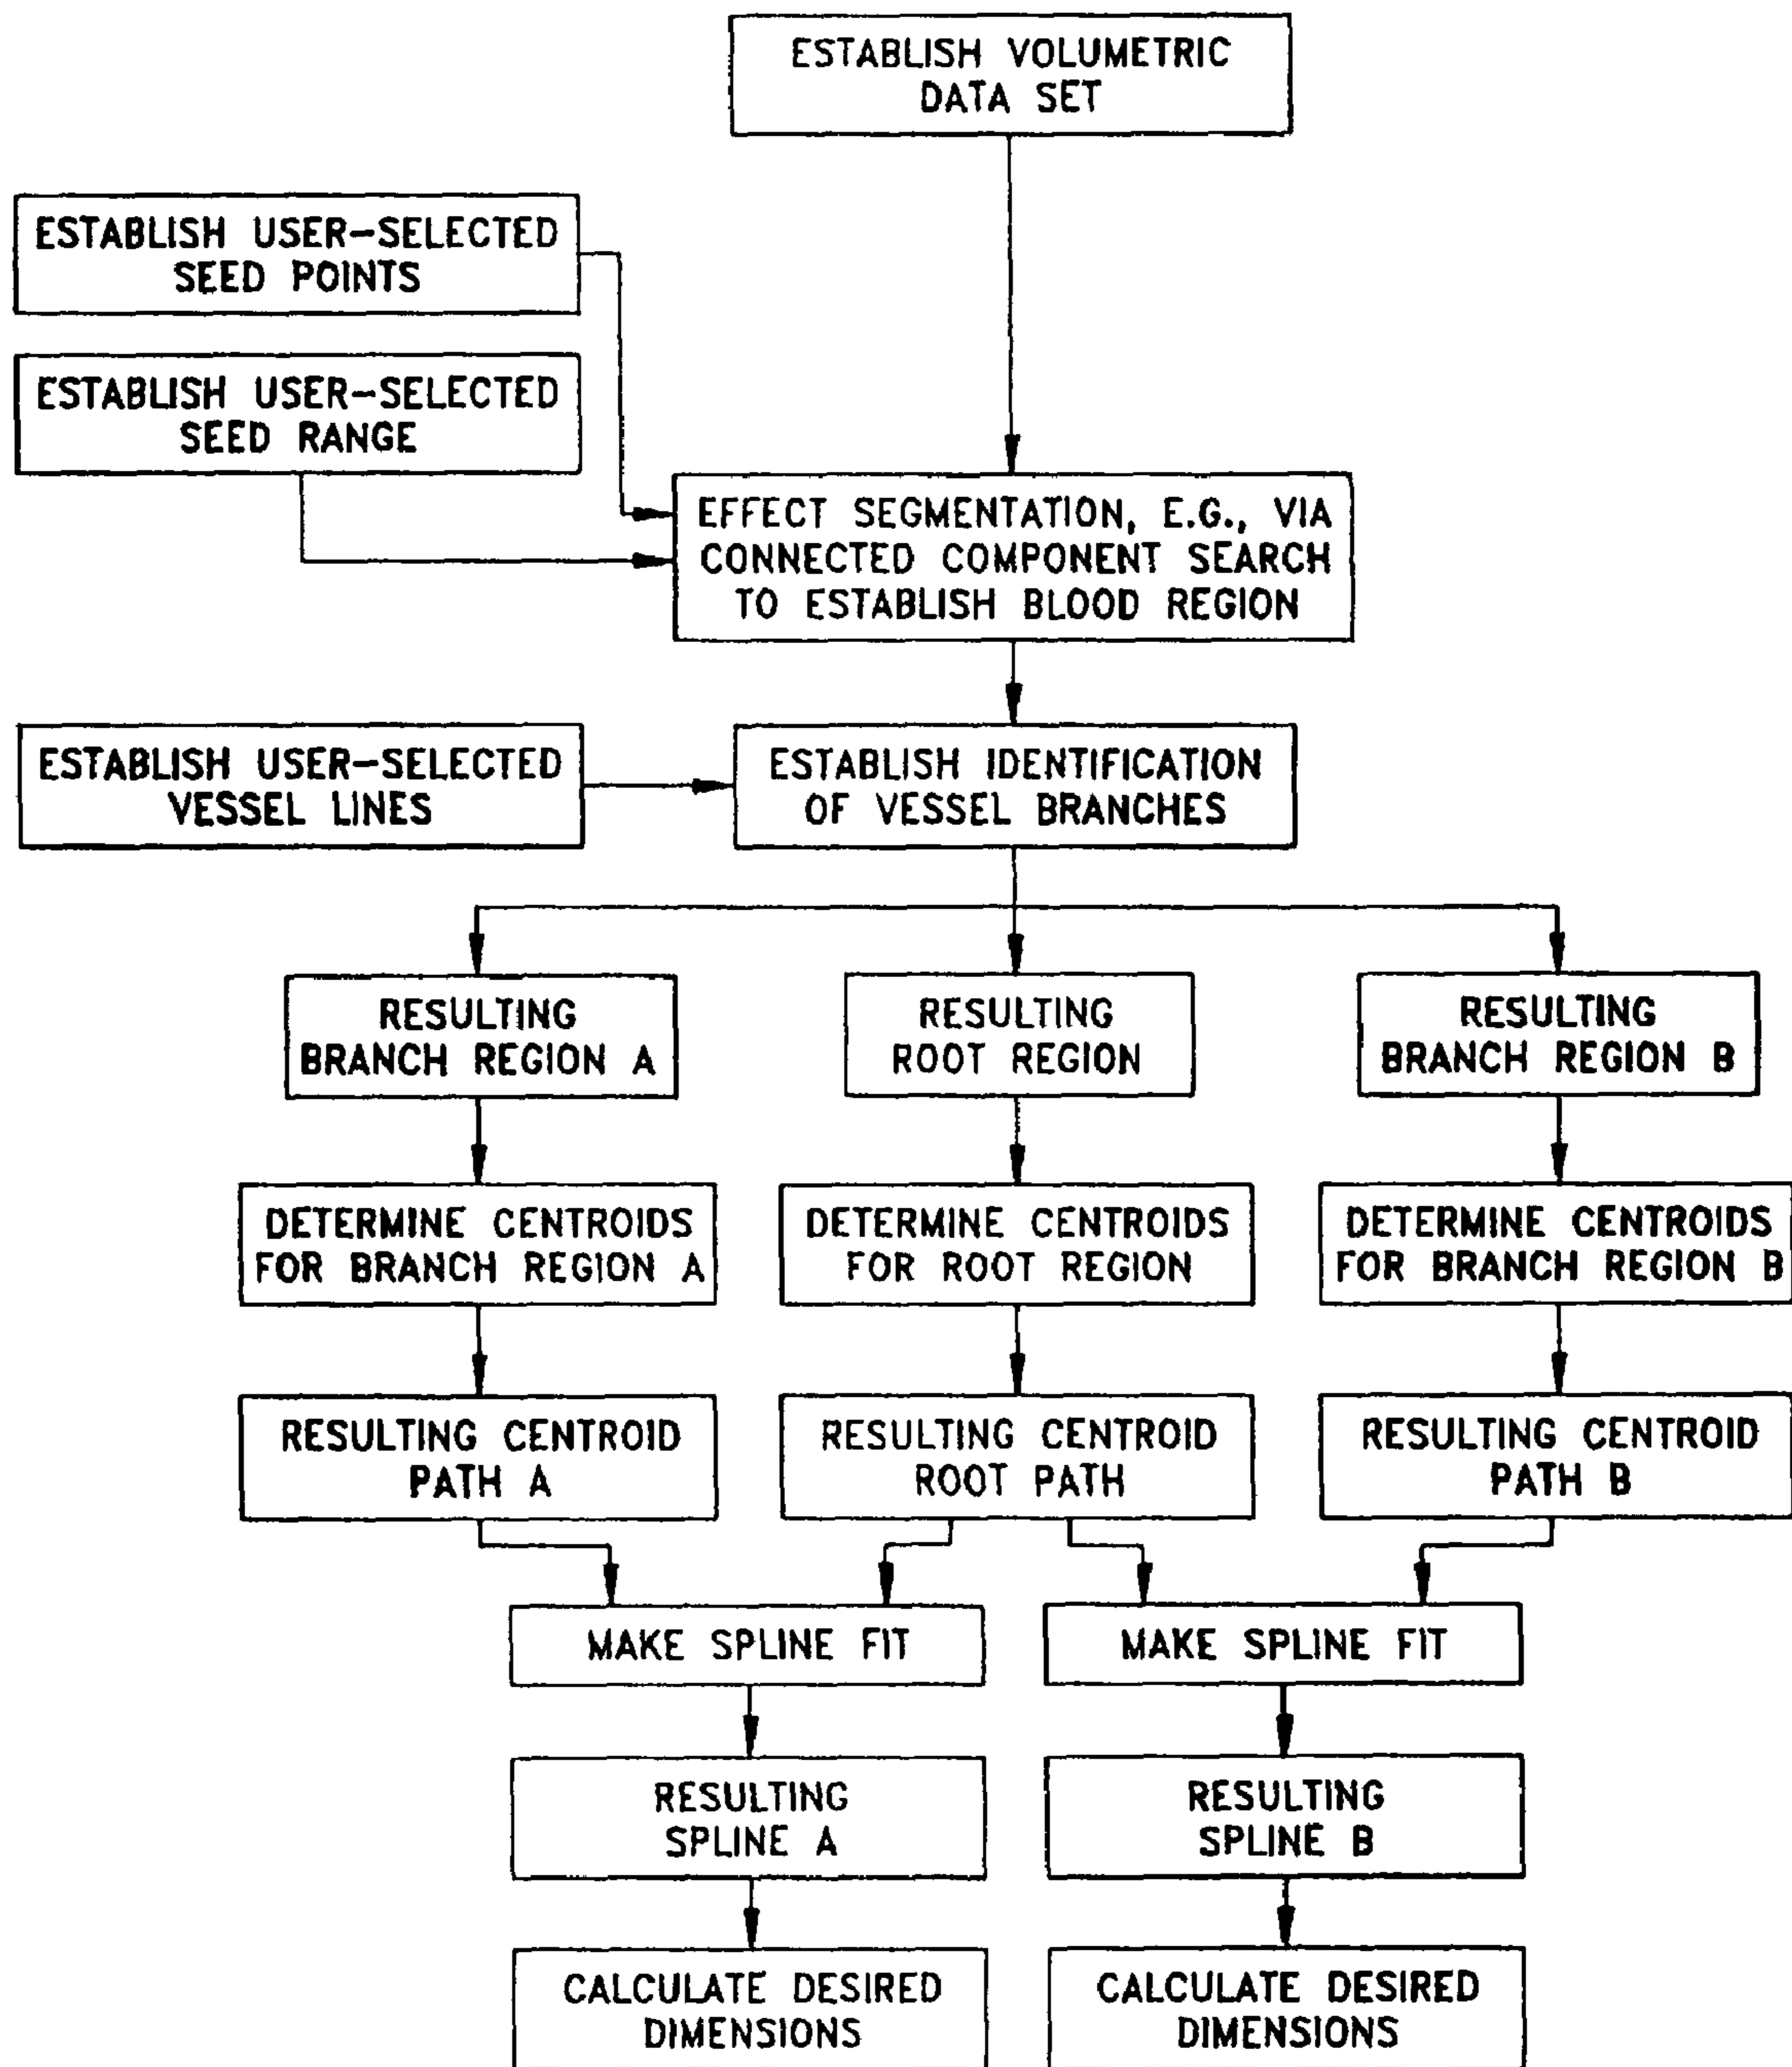 ESTABLISH VOLUMETRIC
DATA SET
ESTABLISH USER-SELECTED
SEED POINTS
ESTABLISH USER-SELECTED
SEED RANGE
EFFECT SEGMENTATION, E.G., VIA
CONNECTED COMPONENT SEARCH
TO ESTABLISH BLOOD REGION
ESTABLISH USER-SELECTED
VESSEL LINES
ESTABLISH IDENTIFICATION
OF VESSEL BRANCHES
RESULTING
BRANCH REGION A
RESULTING
ROOT REGION
RESULTING
BRANCH REGION B
DETERMINE CENTROIDS
FOR BRANCH REGION A
DETERMINE CENTROIDS
FOR ROOT REGION
DETERMINE CENTROIDS
FOR BRANCH REGION B
RESULTING CENTROID
PATH A
RESULTING CENTROID
ROOT PATH
RESULTING CENTROID
PATH B
MAKE SPLINE FIT
MAKE SPLINE FIT
RESULTING
SPLINE A
RESULTING
SPLINE B
CALCULATE DESIRED
DIMENSIONS
CALCULATE DESIRED
DIMENSIONS